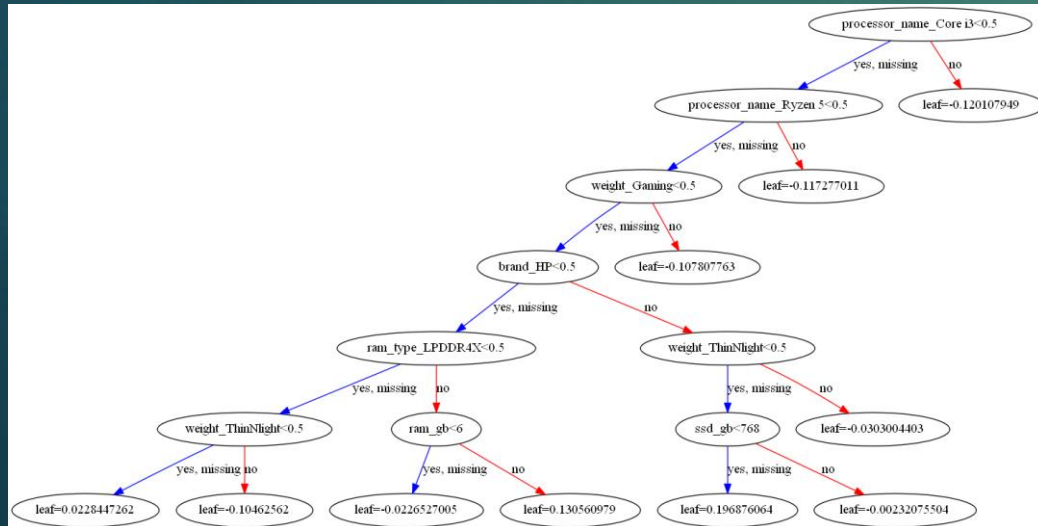 processor_name_Core i3<0.5
yes, missing
no
processor_name_Ryzen 5<0.5
leaf=-0.120107949
yes, missing
no
weight_Gaming<0.5
leaf=-0.117277011
yes, missing
no
brand_HP<0.5
leaf=-0.107807763
yes, missing
no
ram_type_LPDDR4X<0.5
weight_ThinNlight<0.5
yes, missing
no
yes, missing
no
weight_ThinNlight<0.5
ram_gb<6
ssd_gb<768
leaf=-0.0303004403
yes, missing
no
yes, missing
no
yes, missing
no
leaf=0.0228447262
leaf=-0.10462562
leaf=-0.0226527005
leaf=0.130560979
leaf=0.196876064
leaf=-0.00232075504